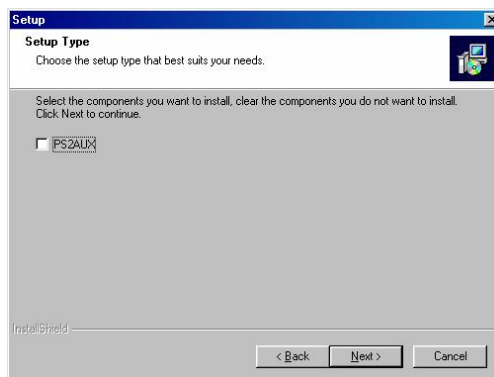 Setup
Setup Type
Choose the setup type that best suits your needs.
Select the components you want to install, clear the components you do not want to install.
Click Next to continue.
PS2AUX
InstallShield
< Back
Next >
Cancel